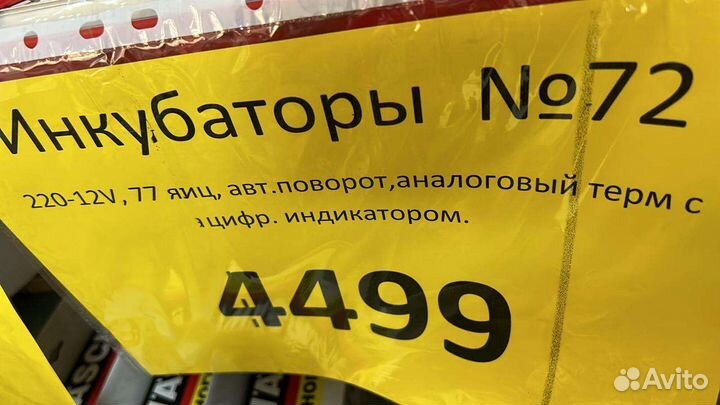 Инкубаторы №72
220-12V,77 яиц, авт.поворот,аналоговый терм с
цифр. индикатором.
4499
Avito